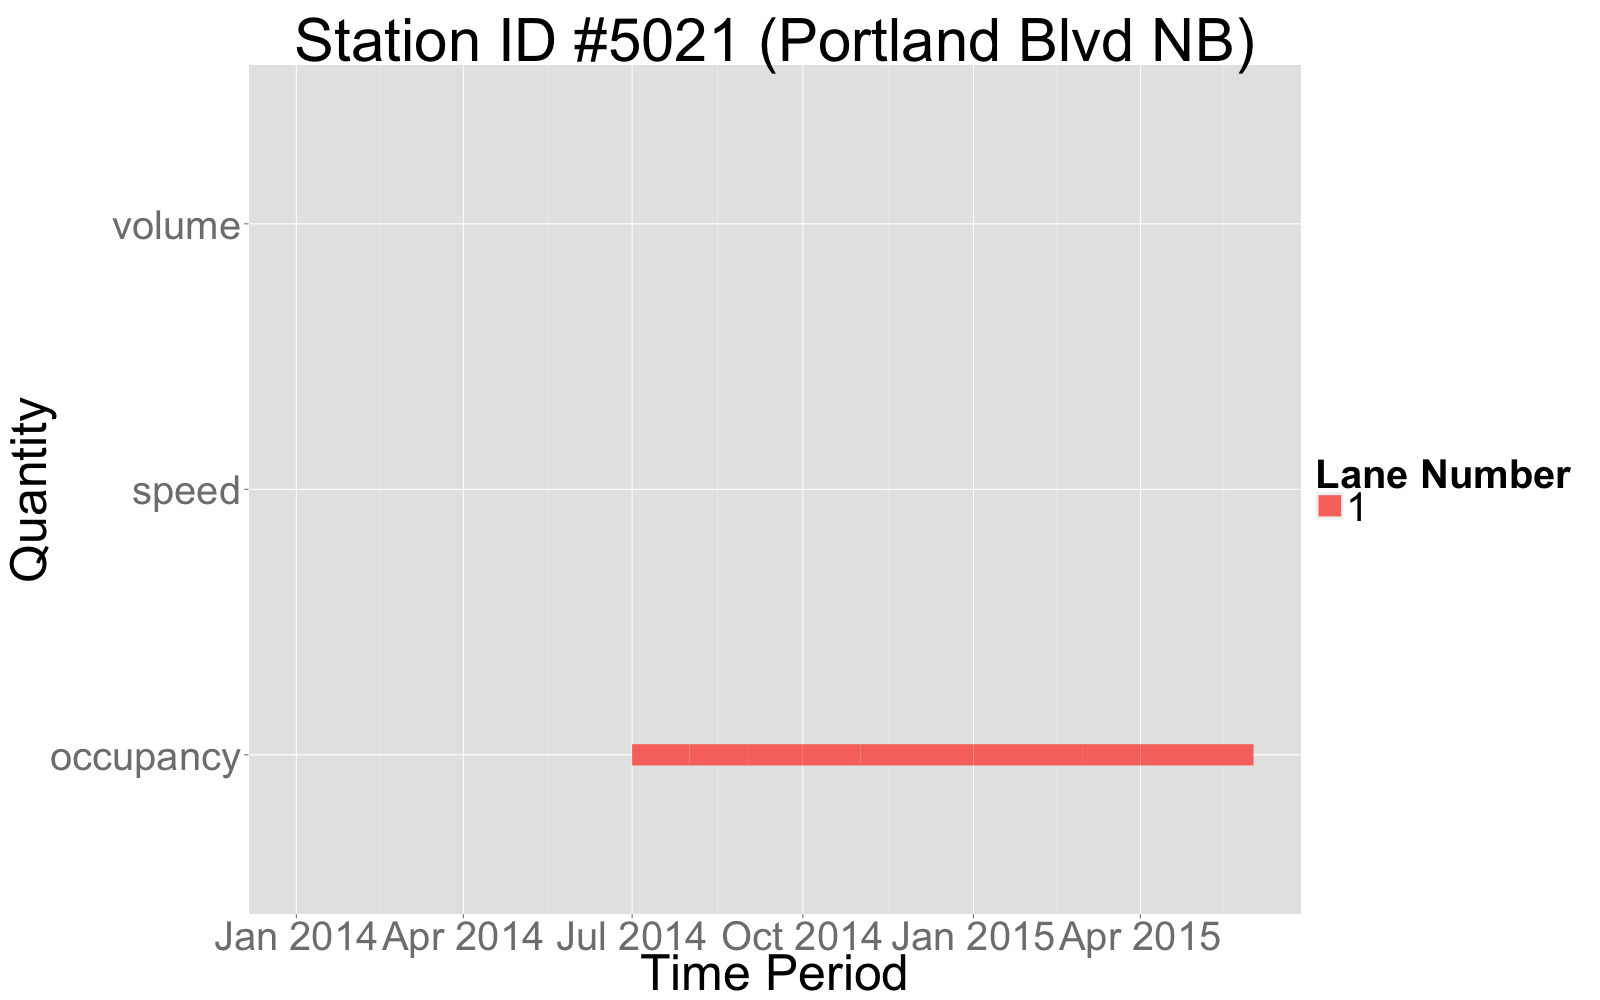 Station ID #5021 (Portland Blvd NB)
volume
speed
occupancy
Quantity
Lane Number
1
Jan 2014 Apr 2014 Jul 2014 Oct 2014 Jan 2015 Apr 2015
Time Period